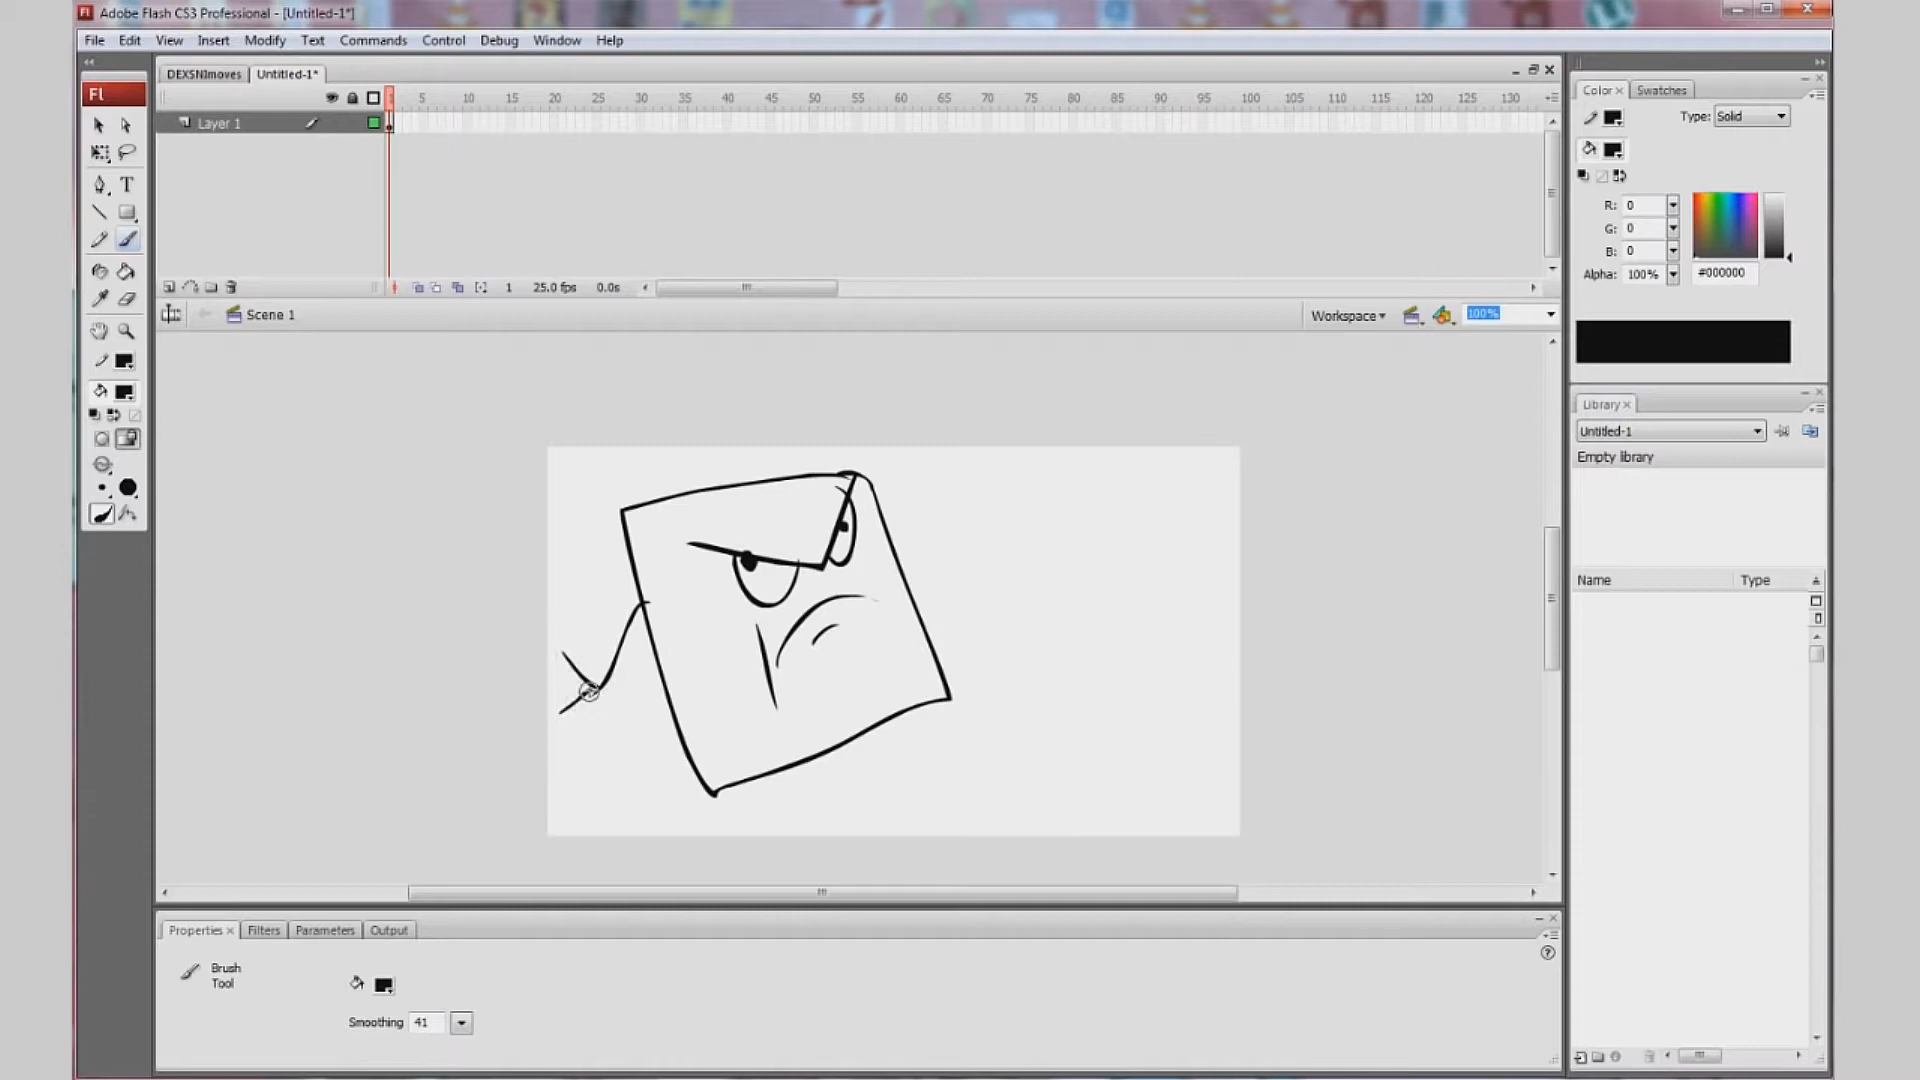 Adobe Flash CS3 Professional - [Untitled-1*]
File Edit View Insert Modify Text Commands Control Debug Window Help
DEXSNImoves Untitled-1*
5 10 15 20 25 30 35 40 45 50 55 60 65 70 75 80 85 90 95 100 105 110 115 120 125 130
Fl
Layer 1
1 25.0 fps 0.0s
Scene 1
Workspace
100%
Color Swatches
Type: Solid
R: 0
G: 0
B: 0
Alpha: 100% #000000
Library
Untitled-1
Empty library
Name Type
Properties Filters Parameters Output
Brush
Tool
Smoothing 41